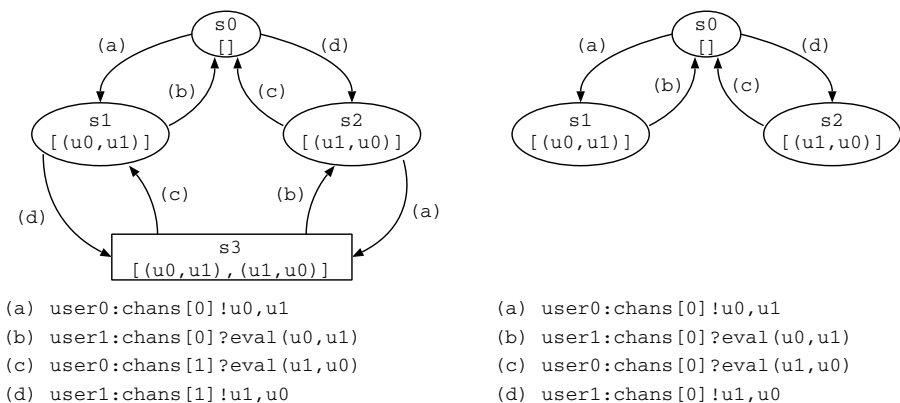 s0
[]
(a)
(d)
(b)
(c)
s1
[(u0,u1)]
s2
[(u1,u0)]
(c)
(b)
(d)
(a)
s3
[(u0,u1),(u1,u0)]
(a) user0:chans[0]!u0,u1
(b) user1:chans[0]?eval(u0,u1)
(c) user0:chans[1]?eval(u1,u0)
(d) user1:chans[1]!u1,u0
s0
[]
(a)
(d)
(b)
(c)
s1
[(u0,u1)]
s2
[(u1,u0)]
(a) user0:chans[0]!u0,u1
(b) user1:chans[0]?eval(u0,u1)
(c) user0:chans[0]?eval(u1,u0)
(d) user1:chans[0]!u1,u0